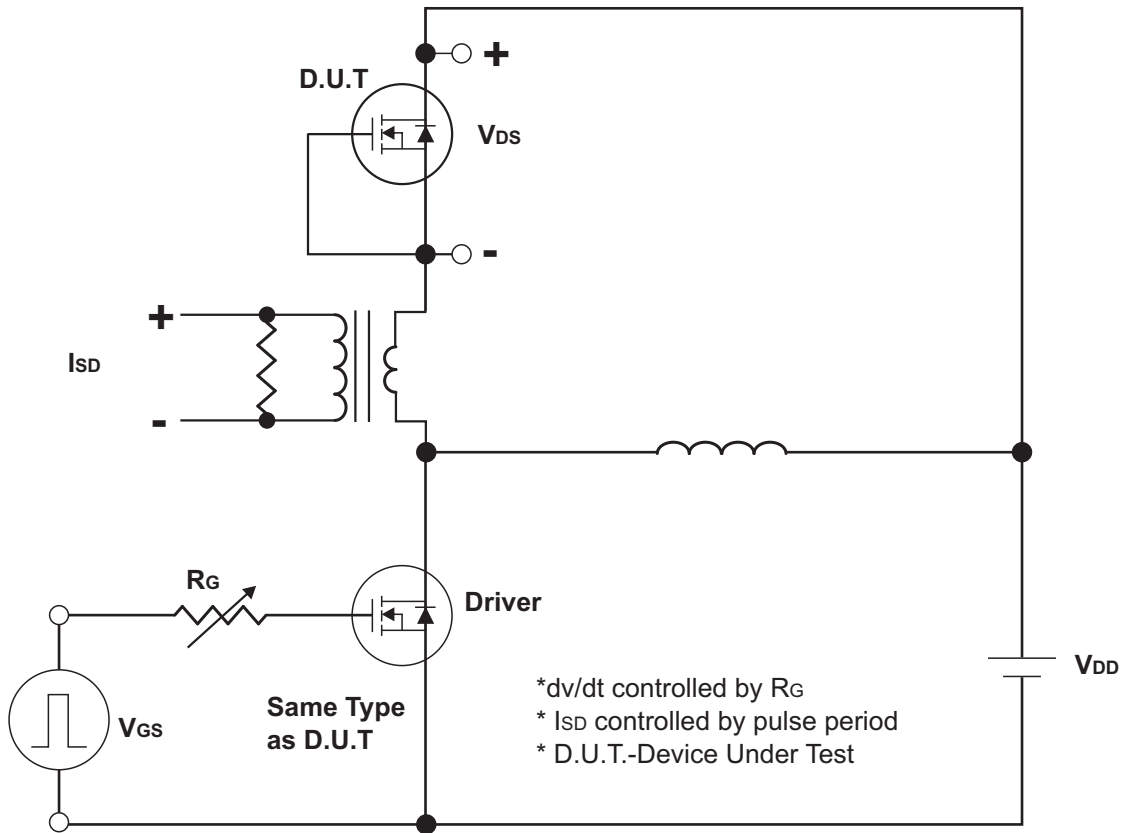 +
D.U.T
VDS
-
+
ISD
-
RG
Driver
VDD
VGS
Same Type
as D.U.T
*dv/dt controlled by RG
* ISD controlled by pulse period
* D.U.T.-Device Under Test